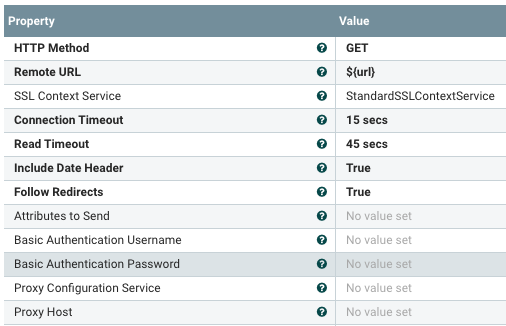 Property Value
HTTP Method ? GET
Remote URL ? ${url}
SSL Context Service ? StandardSSLContextService
Connection Timeout ? 15 secs
Read Timeout ? 45 secs
Include Date Header ? True
Follow Redirects ? True
Attributes to Send ? No value set
Basic Authentication Username ? No value set
Basic Authentication Password ? No value set
Proxy Configuration Service ? No value set
Proxy Host ? No value set